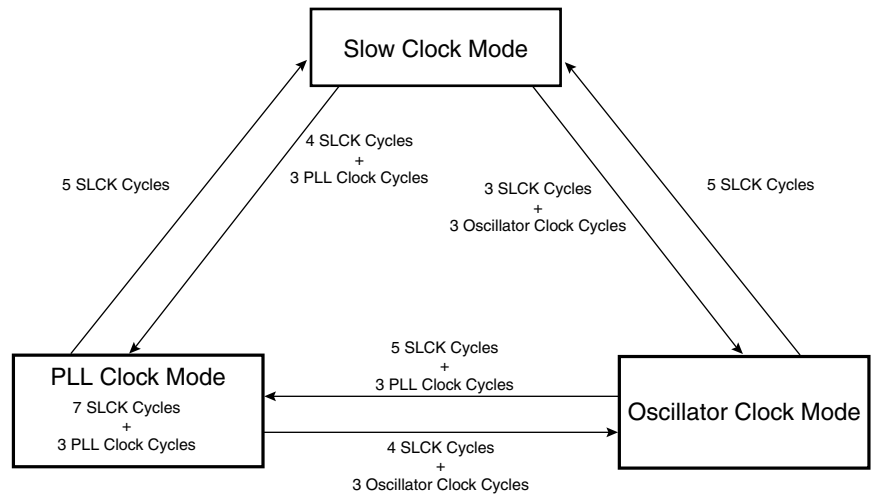 Slow Clock Mode
4 SLCK Cycles
+
3 PLL Clock Cycles
5 SLCK Cycles
3 SLCK Cycles
+
3 Oscillator Clock Cycles
5 SLCK Cycles
5 SLCK Cycles
+
3 PLL Clock Cycles
PLL Clock Mode
7 SLCK Cycles
+
3 PLL Clock Cycles
Oscillator Clock Mode
4 SLCK Cycles
+
3 Oscillator Clock Cycles